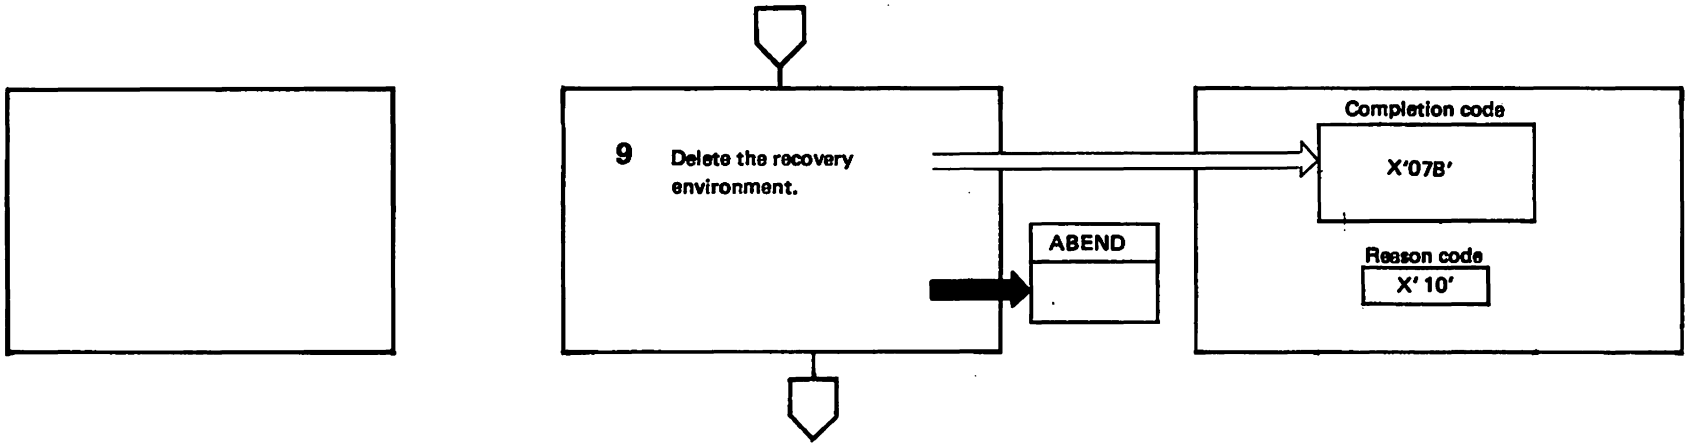 Completion code
9 Delete the recovery
environment.
X'07B'
ABEND
Reason code
X' 10'